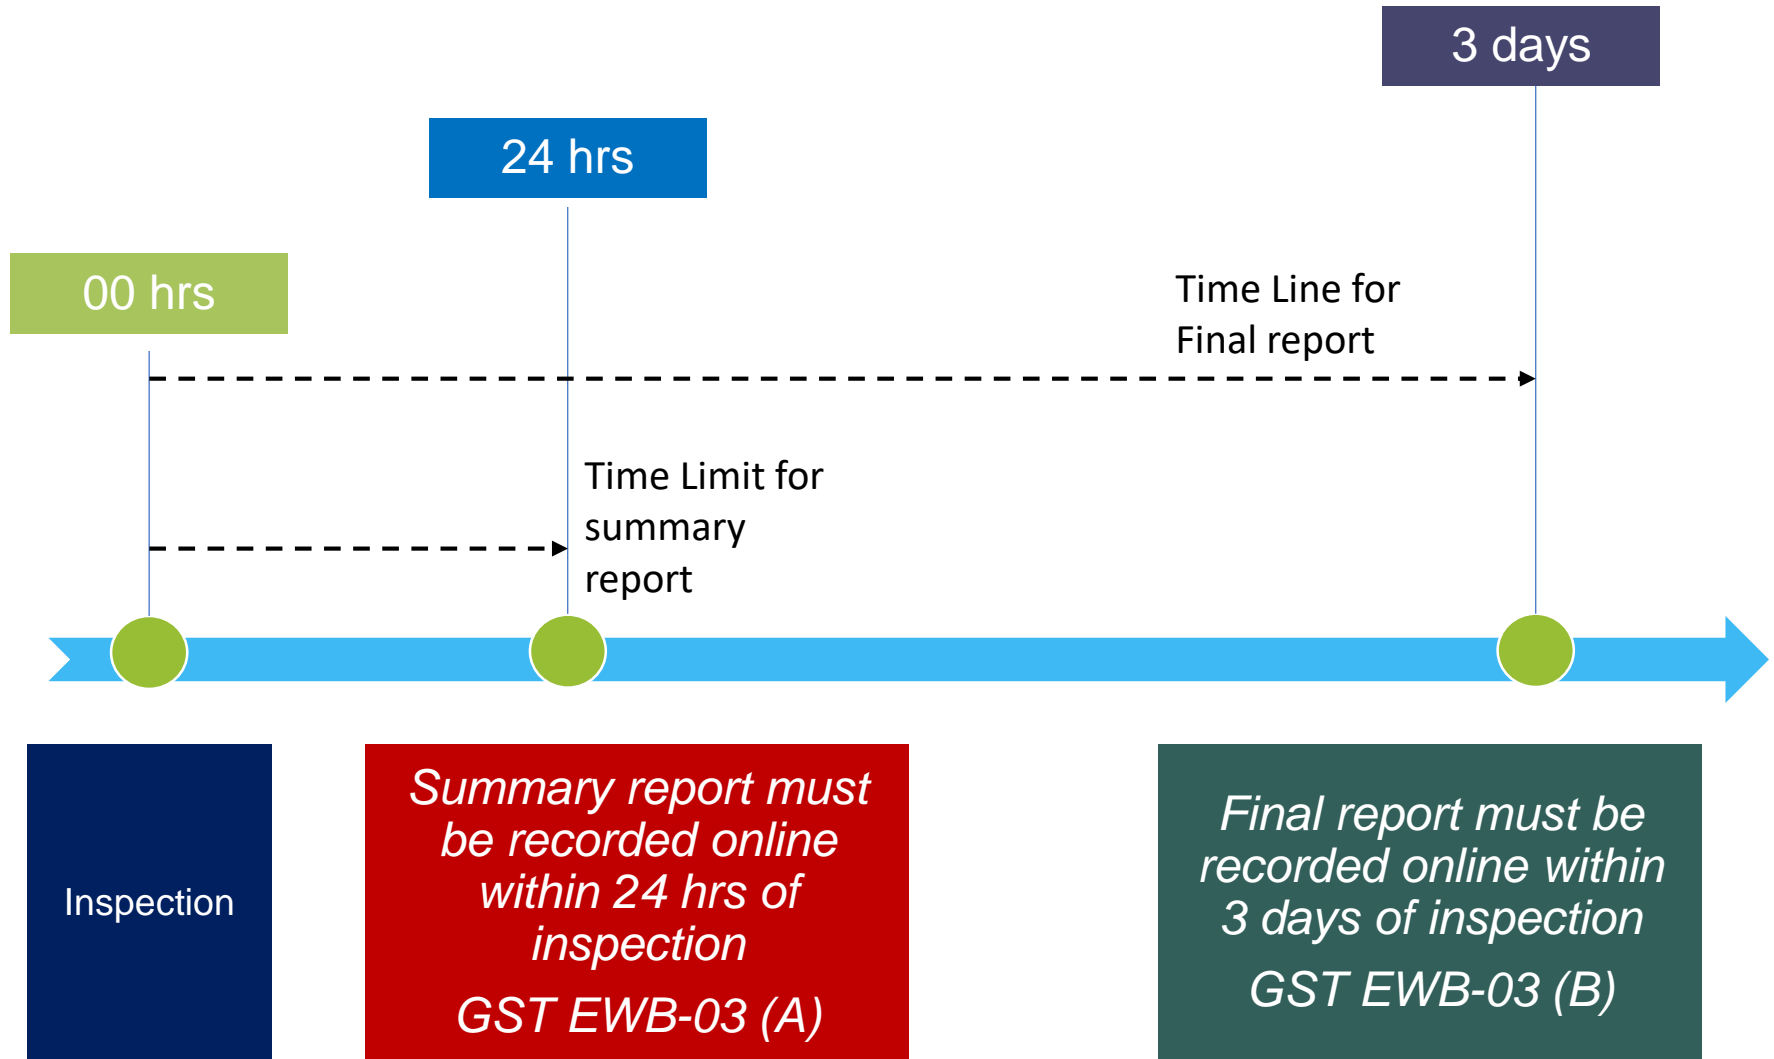 3 days
24 hrs
00 hrs
Time Line for
Final report
Time Limit for
summary
report
Inspection
Summary report must
be recorded online
within 24 hrs of
inspection
GST EWB-03 (A)
Final report must be
recorded online within
3 days of inspection
GST EWB-03 (B)